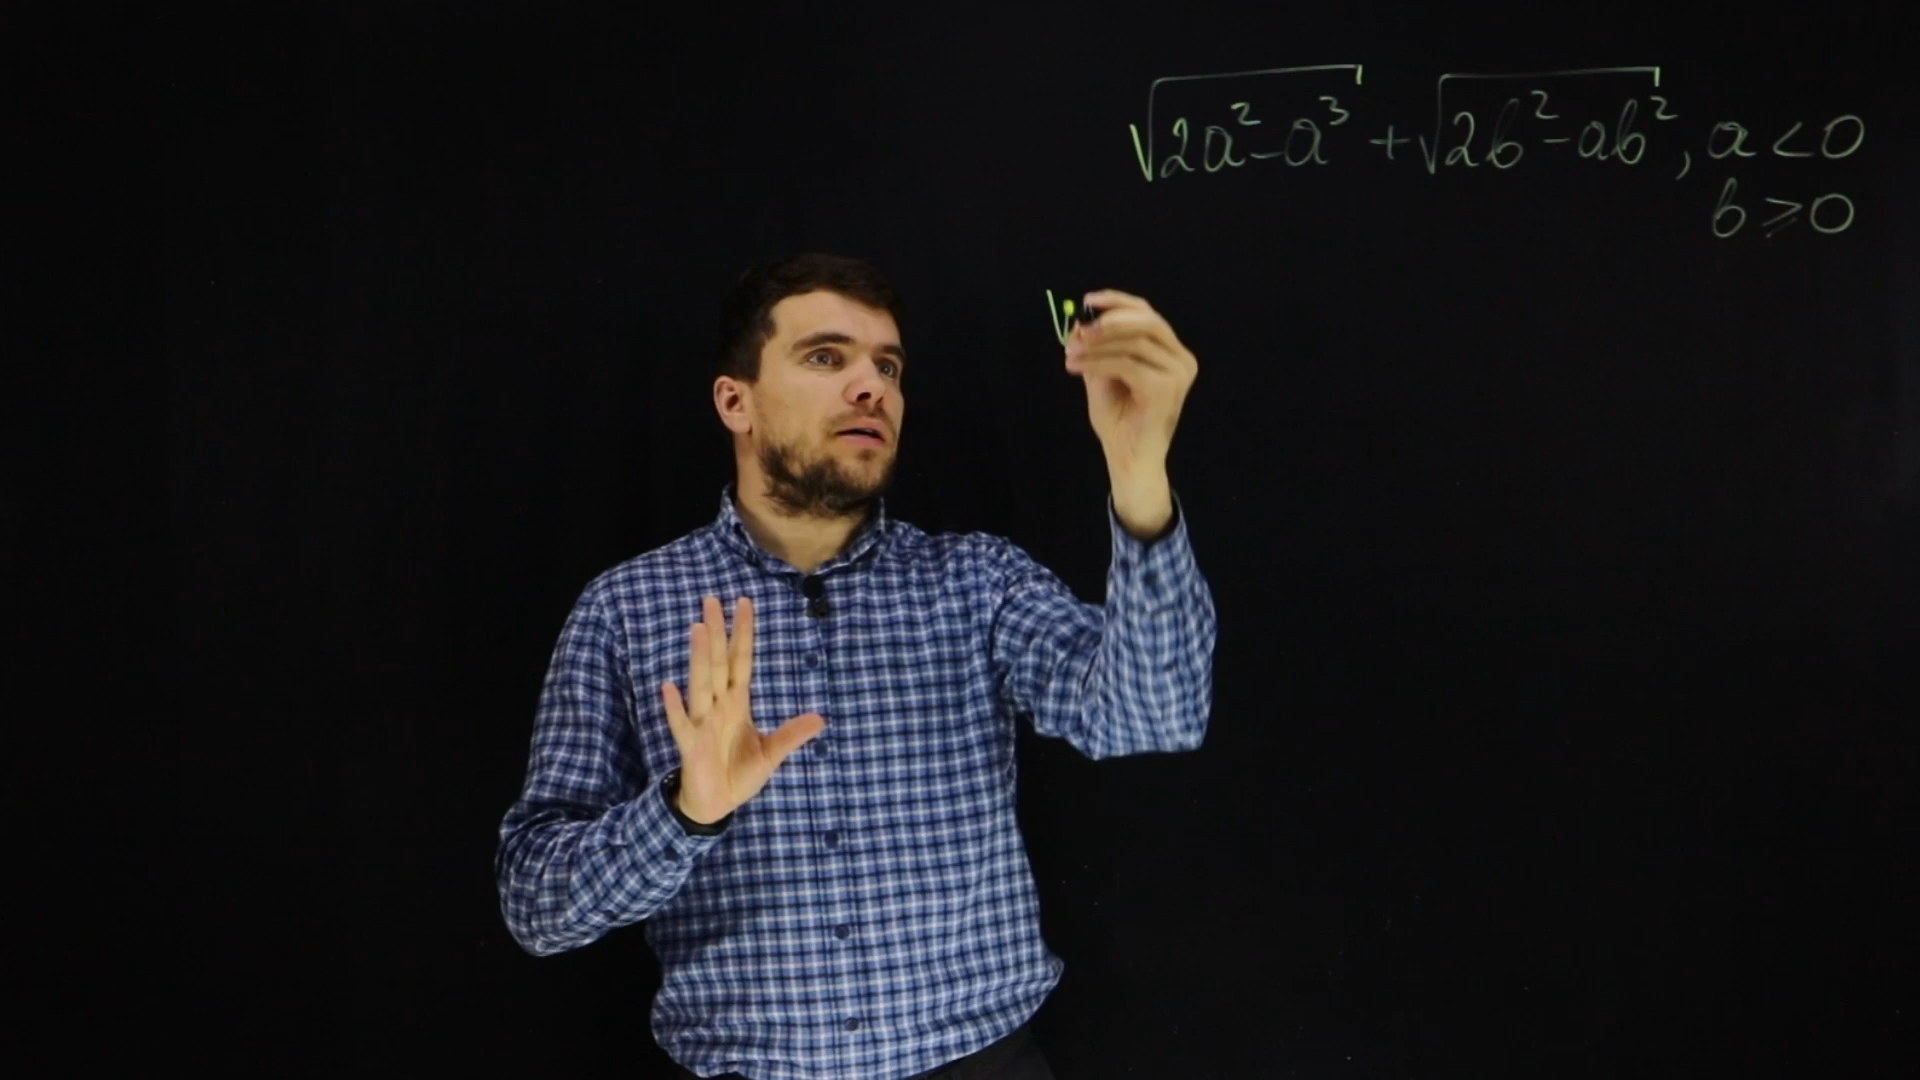 √(2a²-a³) + √(2b²-ab²), a < 0
b ⩾ 0
√